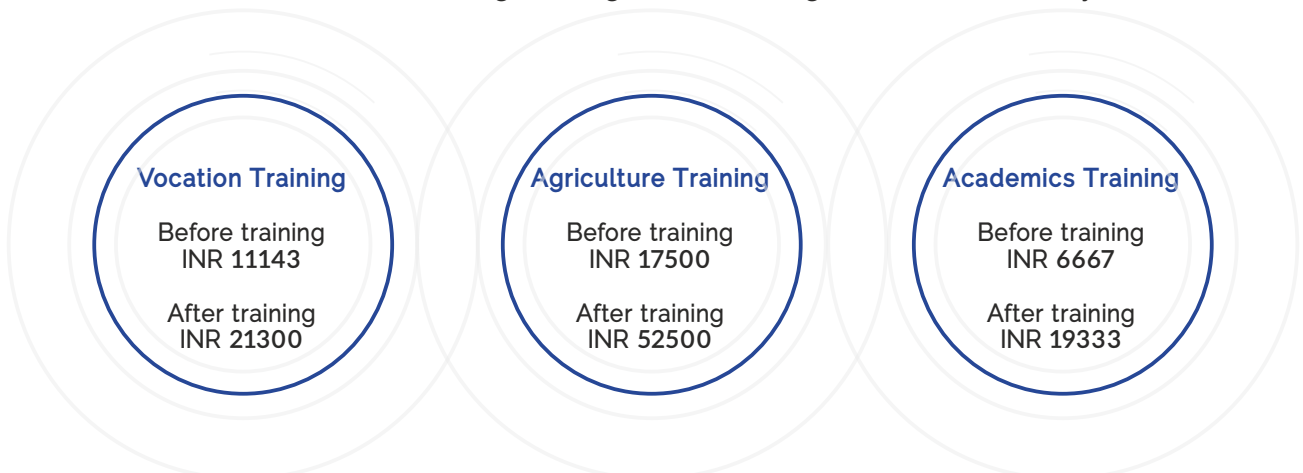 Vocation Training
Before training
INR 11143
After training
INR 21300
Agriculture Training
Before training
INR 17500
After training
INR 52500
Academics Training
Before training
INR 6667
After training
INR 19333